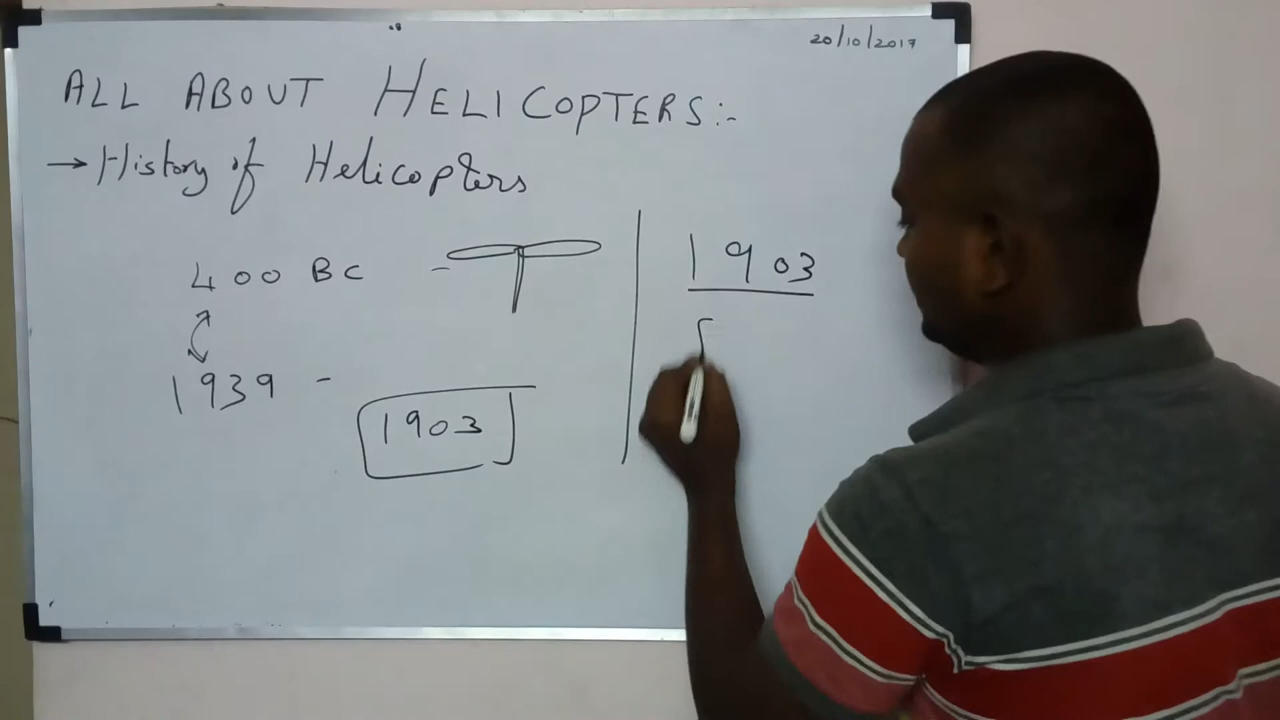 20/10/2017
ALL ABOUT HELICOPTERS:-
→ History of Helicopters
400 BC -
1939 -
1903
1903